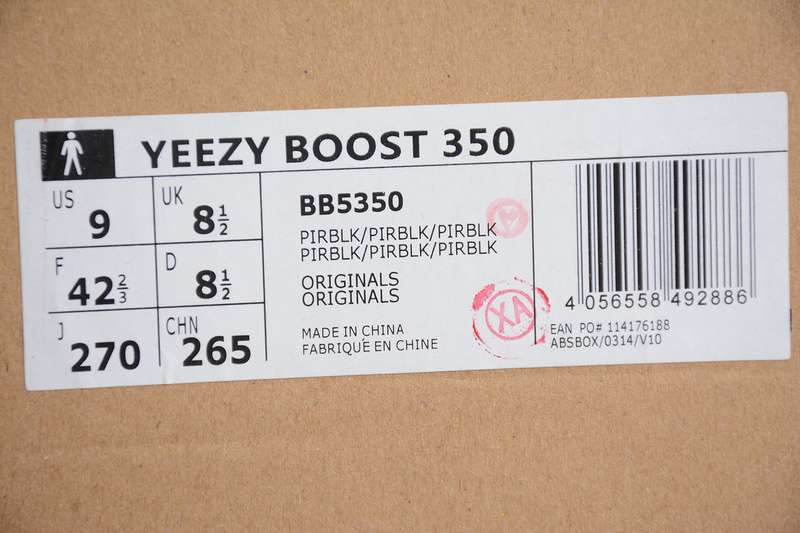 YEEZY BOOST 350
US 9
UK 8½
F 42⅔
D 8½
J 270
CHN 265
BB5350
PIRBLK/PIRBLK/PIRBLK
PIRBLK/PIRBLK/PIRBLK
ORIGINALS
ORIGINALS
MADE IN CHINA
FABRIQUÉ EN CHINE
XA
4 056558 492886
EAN PO# 114176188
ABSBOX/0314/V10